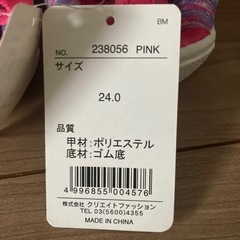 BM
NO. 238056 PINK
サイズ
24.0
品質
甲材:ポリエステル
底材:ゴム底
4 996855 004576
株式会社 クリエイトファッション
TEL 03(5600)4355
MADE IN CHINA